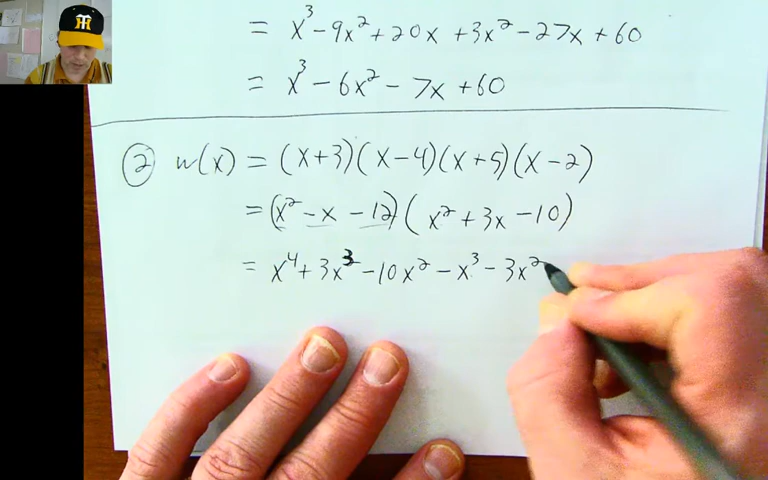 = x³ - 9x² + 20x + 3x² - 27x + 60
= x³ - 6x² - 7x + 60
② w(x) = (x+3)(x-4)(x+5)(x-2)
= (x² - x - 12)(x² + 3x - 10)
= x⁴ + 3x³ - 10x² - x³ - 3x²